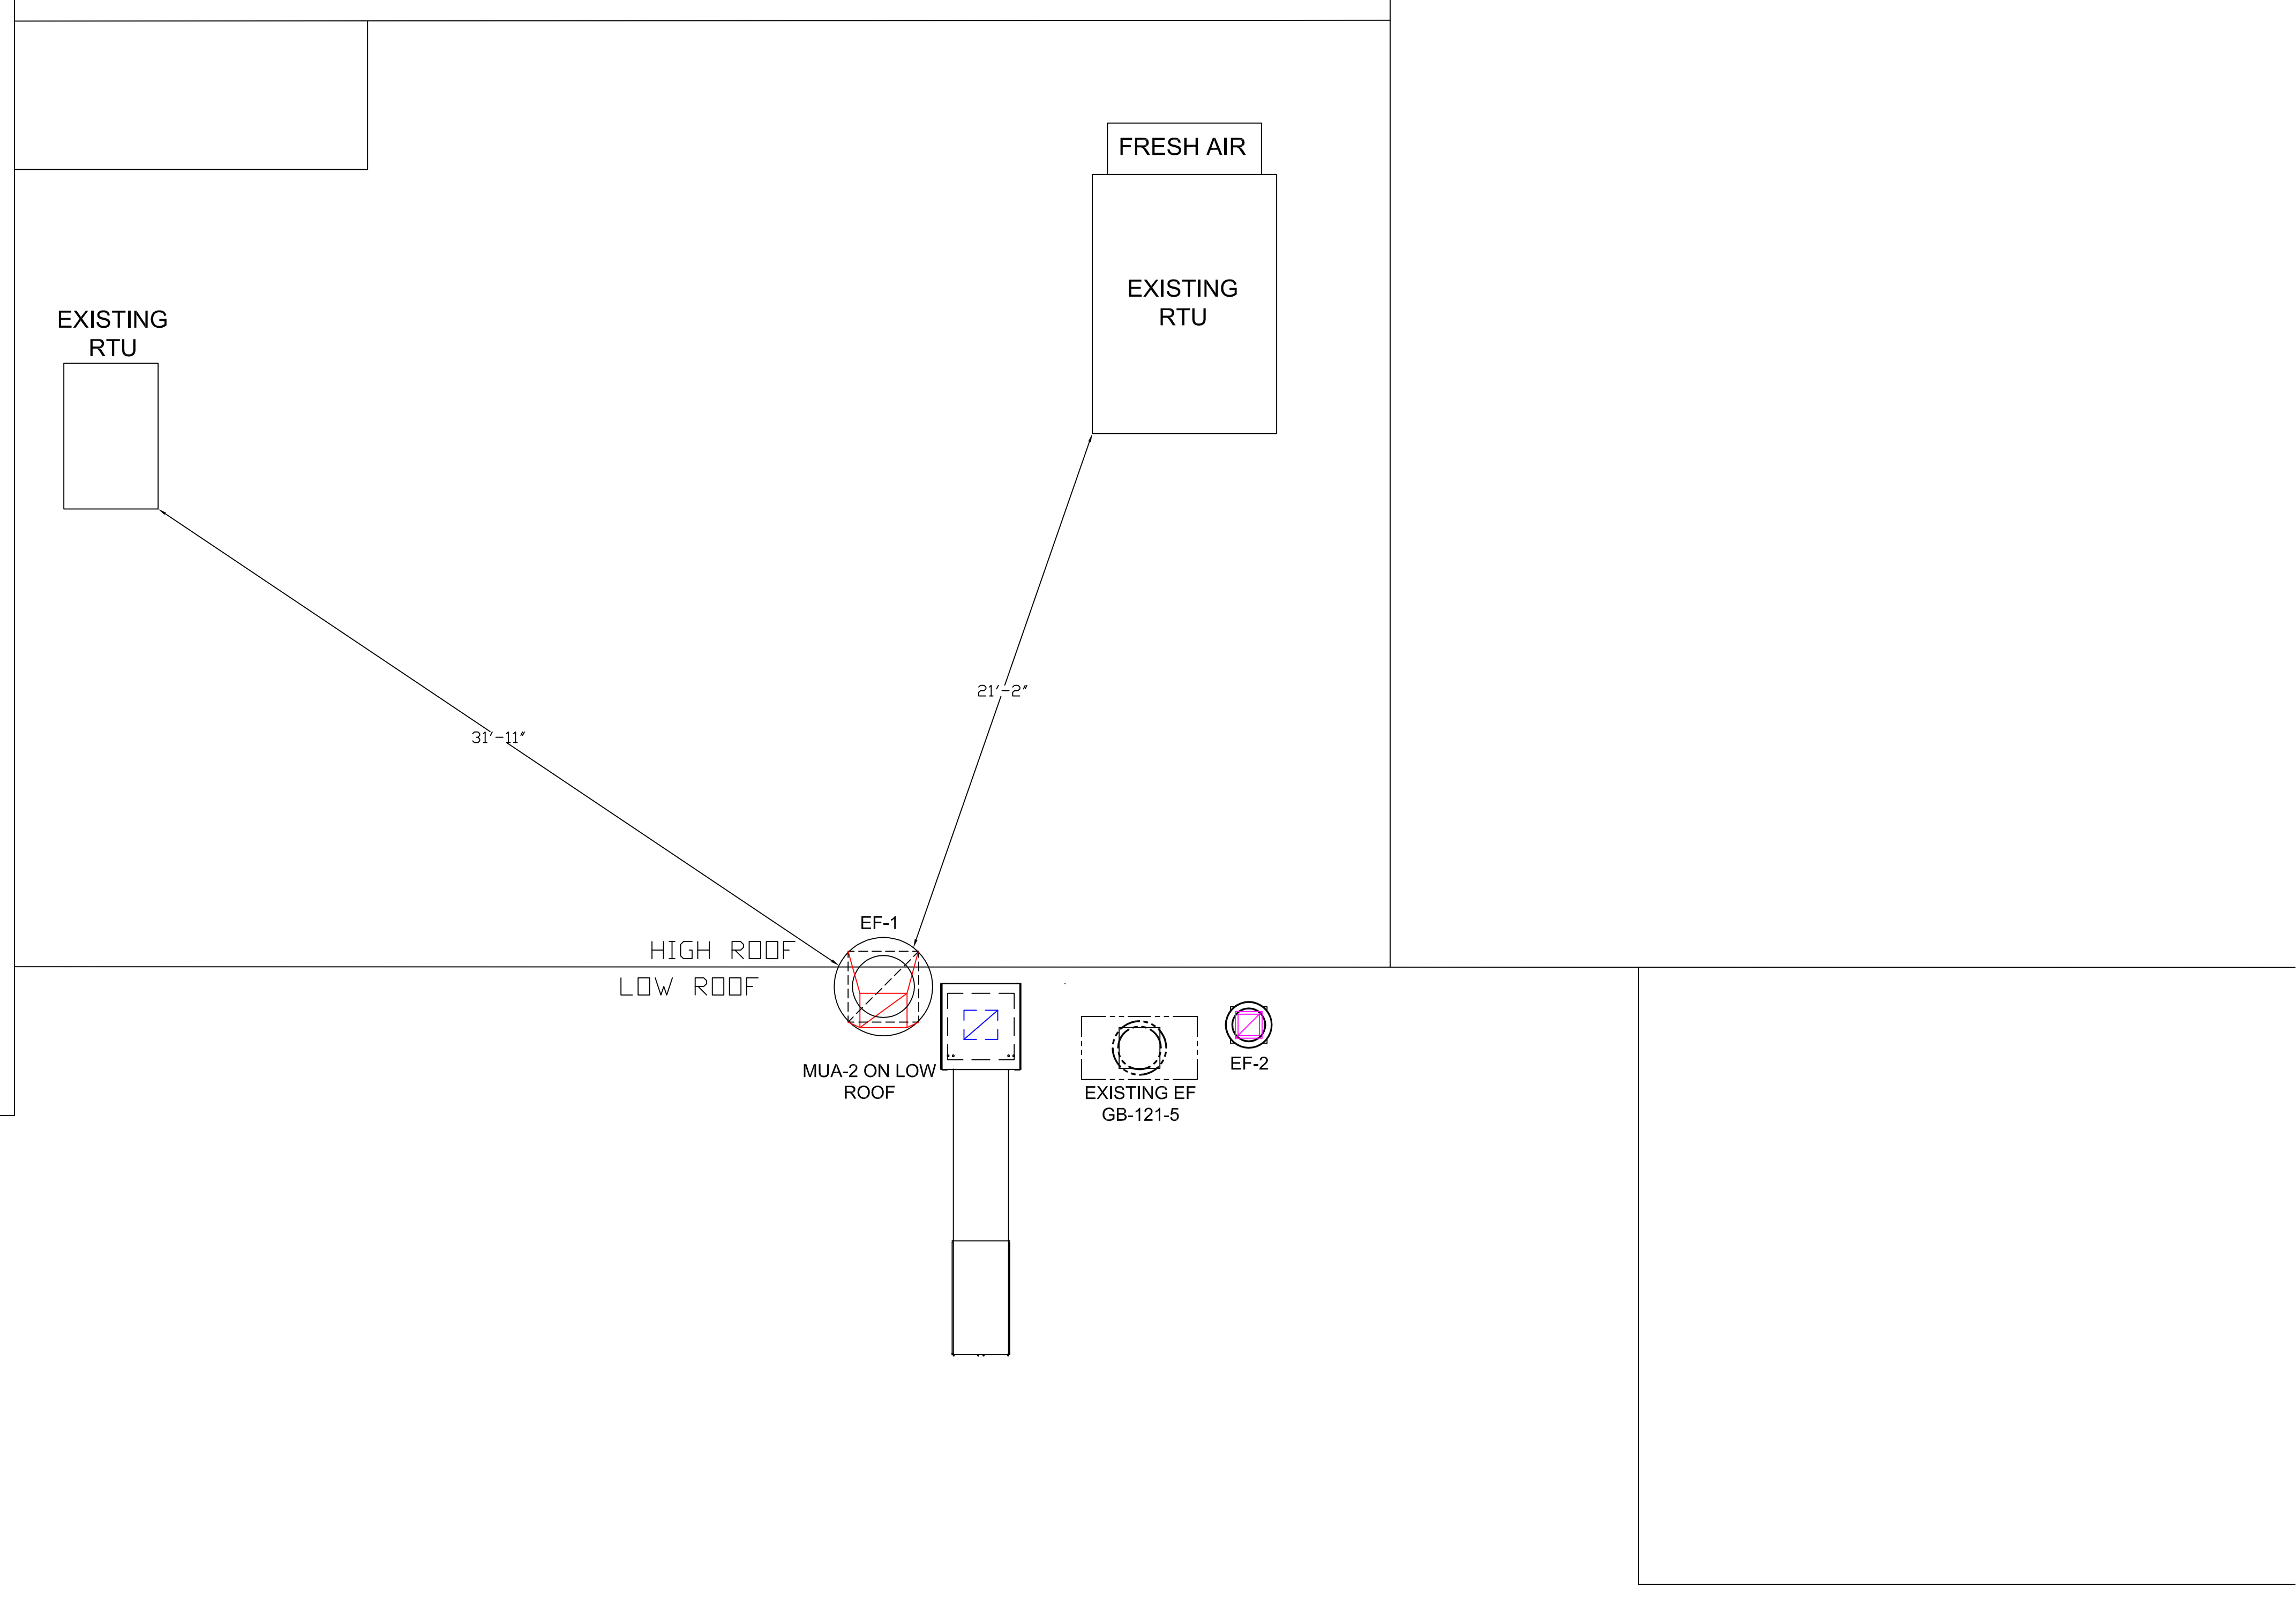 FRESH AIR
EXISTING
RTU
EXISTING
RTU
21'-2"
31'-11"
EF-1
HIGH ROOF
LOW ROOF
MUA-2 ON LOW
ROOF
EXISTING EF
GB-121-5
EF-2